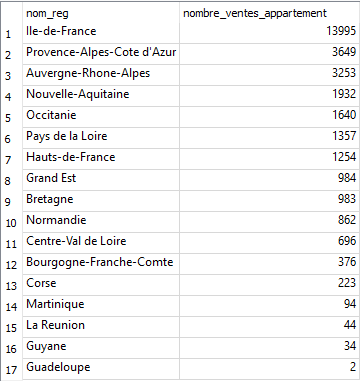 nom_reg nombre_ventes_appartement
1 Ile-de-France 13995
2 Provence-Alpes-Cote d'Azur 3649
3 Auvergne-Rhone-Alpes 3253
4 Nouvelle-Aquitaine 1932
5 Occitanie 1640
6 Pays de la Loire 1357
7 Hauts-de-France 1254
8 Grand Est 984
9 Bretagne 983
10 Normandie 862
11 Centre-Val de Loire 696
12 Bourgogne-Franche-Comte 376
13 Corse 223
14 Martinique 94
15 La Reunion 44
16 Guyane 34
17 Guadeloupe 2